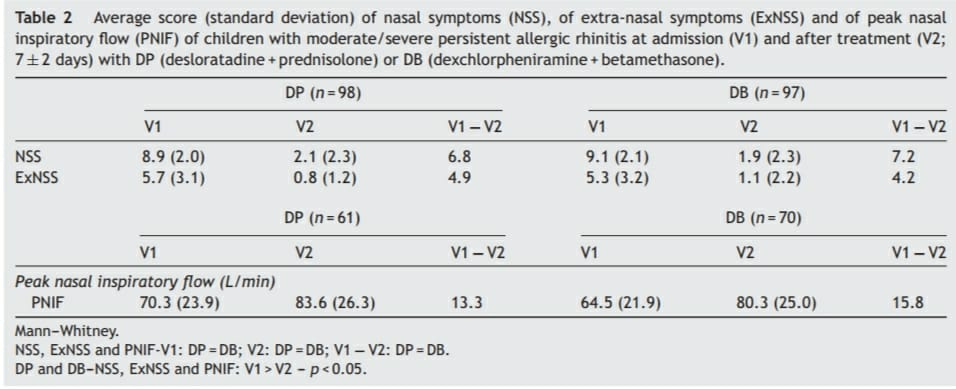 Table 2 Average score (standard deviation) of nasal symptoms (NSS), of extra-nasal symptoms (ExNSS) and of peak nasal
inspiratory flow (PNIF) of children with moderate/severe persistent allergic rhinitis at admission (V1) and after treatment (V2;
7 ± 2 days) with DP (desloratadine + prednisolone) or DB (dexchlorpheniramine + betamethasone).
DP (n = 98) DB (n = 97)
V1 V2 V1 – V2 V1 V2 V1 – V2
NSS 8.9 (2.0) 2.1 (2.3) 6.8 9.1 (2.1) 1.9 (2.3) 7.2
ExNSS 5.7 (3.1) 0.8 (1.2) 4.9 5.3 (3.2) 1.1 (2.2) 4.2
DP (n = 61) DB (n = 70)
V1 V2 V1 – V2 V1 V2 V1 – V2
Peak nasal inspiratory flow (L/min)
PNIF 70.3 (23.9) 83.6 (26.3) 13.3 64.5 (21.9) 80.3 (25.0) 15.8
Mann–Whitney.
NSS, ExNSS and PNIF-V1: DP = DB; V2: DP = DB; V1 – V2: DP = DB.
DP and DB–NSS, ExNSS and PNIF: V1 > V2 – p < 0.05.